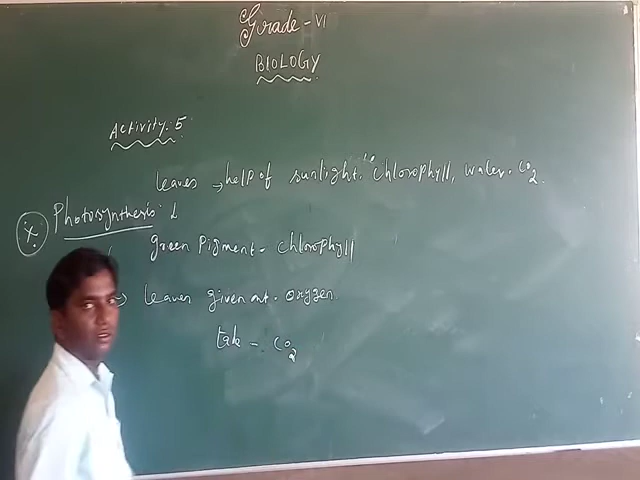 Grade - VI
BIOLOGY
Activity: 5
leaves → help of sunlight. chlorophyll, water. CO2
Photosynthesis
green Pigment - chlorophyll
→ leaves given out. oxygen.
tak - CO2